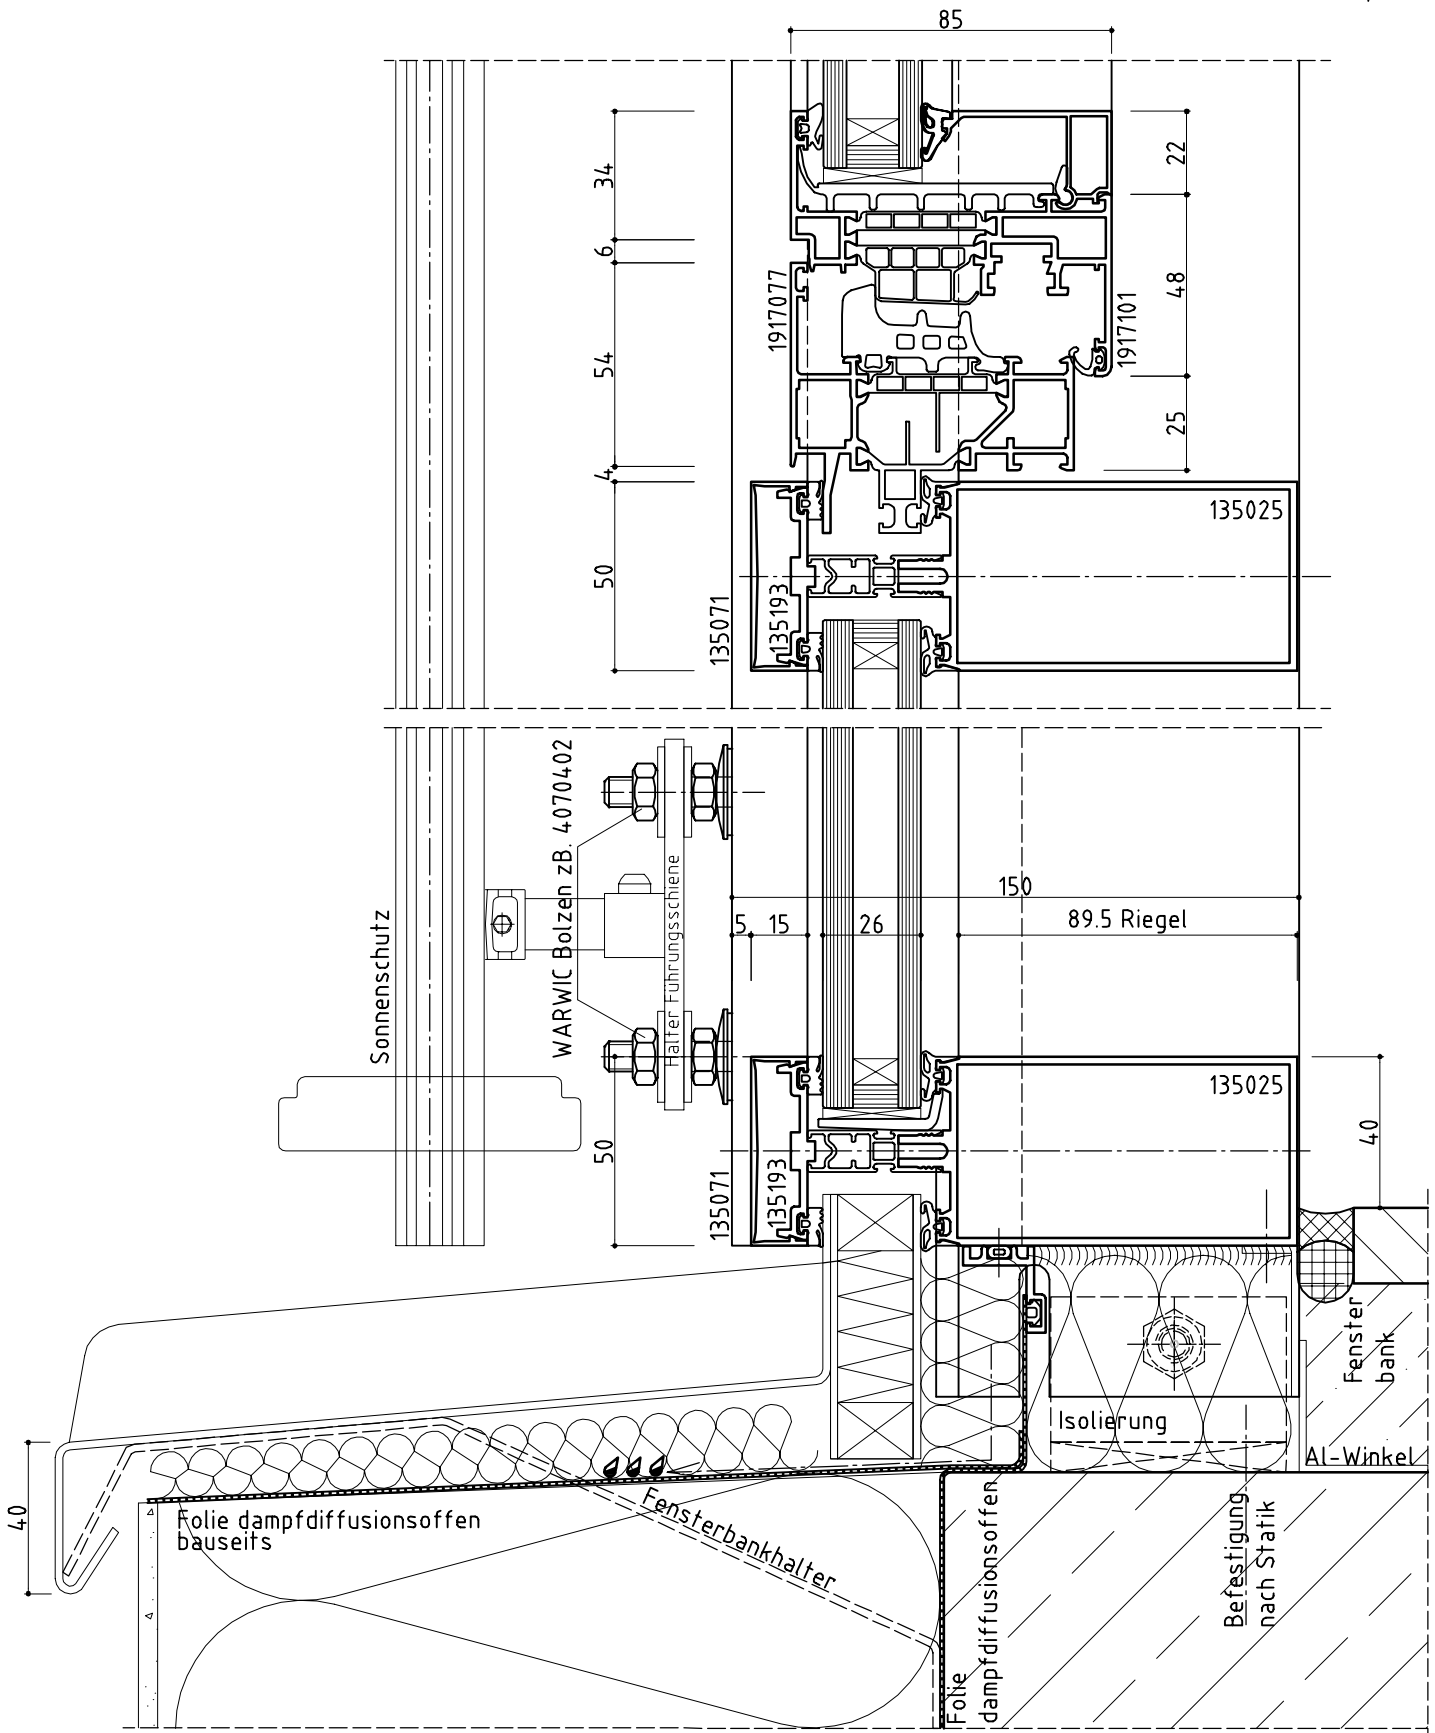 85
34
22
6
1917077
48
1917101
54
25
4
135025
50
135071
135193
WARWIC Bolzen zB. 4070402
Halter Führungsschiene
150
Sonnenschutz
5
15
26
89.5 Riegel
135025
50
40
135071
135193
Fenster
bank
Isolierung
Al-Winkel
40
Folie dampfdiffusionsoffen
bauseits
Fensterbankhalter
Folie
dampfdiffusionsoffen
Befestigung
nach Statik